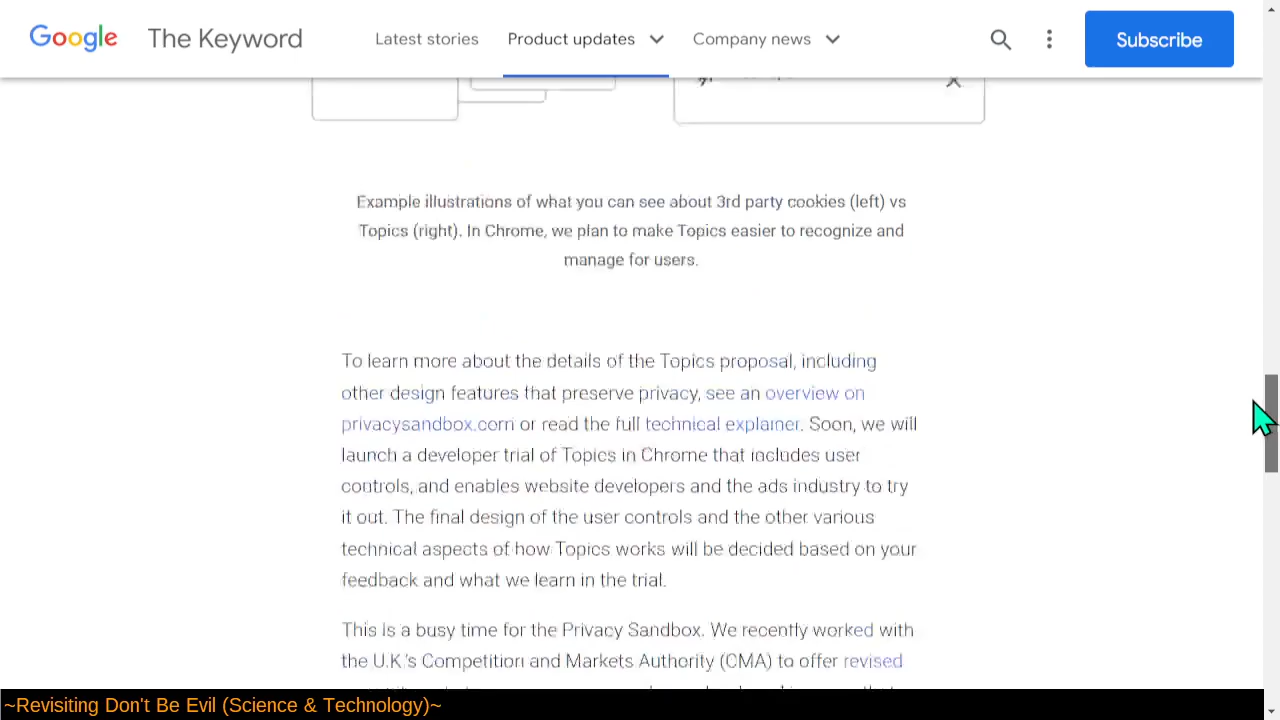 Google The Keyword Latest stories Product updates Company news Subscribe
Example illustrations of what you can see about 3rd party cookies (left) vs
Topics (right). In Chrome, we plan to make Topics easier to recognize and
manage for users.
To learn more about the details of the Topics proposal, including
other design features that preserve privacy, see an overview on
privacysandbox.com or read the full technical explainer. Soon, we will
launch a developer trial of Topics in Chrome that includes user
controls, and enables website developers and the ads industry to try
it out. The final design of the user controls and the other various
technical aspects of how Topics works will be decided based on your
feedback and what we learn in the trial.
This is a busy time for the Privacy Sandbox. We recently worked with
the U.K.'s Competition and Markets Authority (CMA) to offer revised
~Revisiting Don't Be Evil (Science & Technology)~